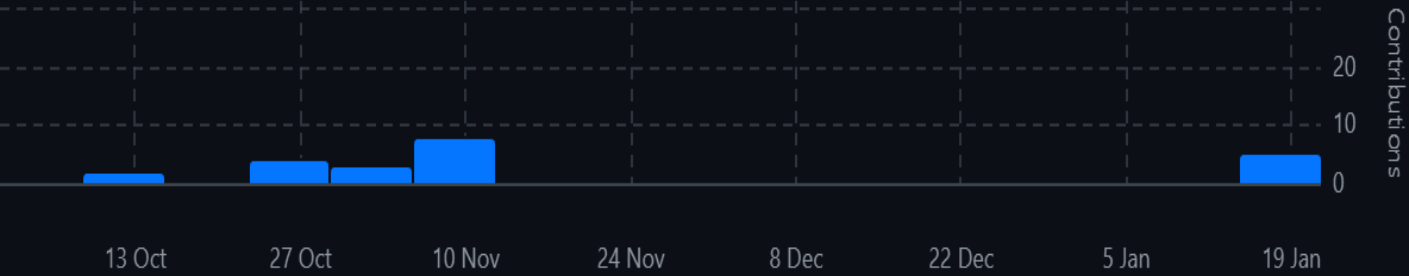 20
10
0
Contributions
13 Oct
27 Oct
10 Nov
24 Nov
8 Dec
22 Dec
5 Jan
19 Jan